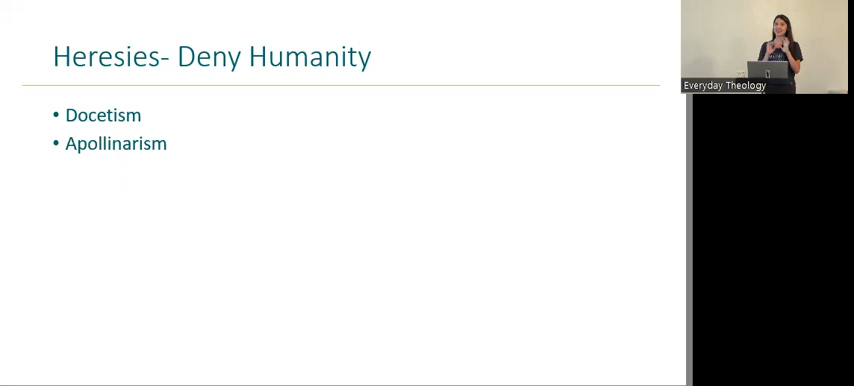 Heresies- Deny Humanity
• Docetism
• Apollinarism
Everyday Theology